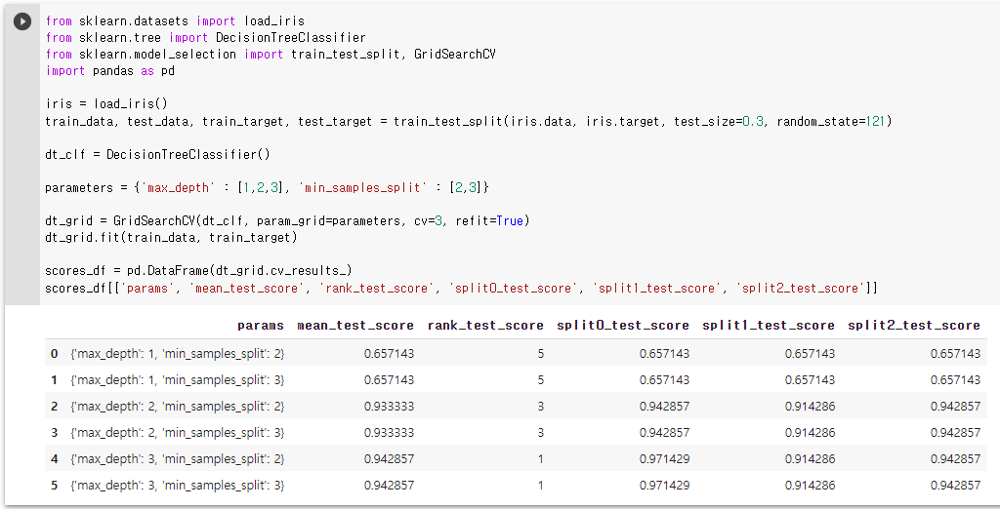 from sklearn.datasets import load_iris
from sklearn.tree import DecisionTreeClassifier
from sklearn.model_selection import train_test_split, GridSearchCV
import pandas as pd
iris = load_iris()
train_data, test_data, train_target, test_target = train_test_split(iris.data, iris.target, test_size=0.3, random_state=121)
dt_clf = DecisionTreeClassifier()
parameters = {'max_depth' : [1,2,3], 'min_samples_split' : [2,3]}
dt_grid = GridSearchCV(dt_clf, param_grid=parameters, cv=3, refit=True)
dt_grid.fit(train_data, train_target)
scores_df = pd.DataFrame(dt_grid.cv_results_)
scores_df[['params', 'mean_test_score', 'rank_test_score', 'split0_test_score', 'split1_test_score', 'split2_test_score']]
params mean_test_score rank_test_score split0_test_score split1_test_score split2_test_score
0 {'max_depth': 1, 'min_samples_split': 2} 0.657143 5 0.657143 0.657143 0.657143
1 {'max_depth': 1, 'min_samples_split': 3} 0.657143 5 0.657143 0.657143 0.657143
2 {'max_depth': 2, 'min_samples_split': 2} 0.933333 3 0.942857 0.914286 0.942857
3 {'max_depth': 2, 'min_samples_split': 3} 0.933333 3 0.942857 0.914286 0.942857
4 {'max_depth': 3, 'min_samples_split': 2} 0.942857 1 0.971429 0.914286 0.942857
5 {'max_depth': 3, 'min_samples_split': 3} 0.942857 1 0.971429 0.914286 0.942857